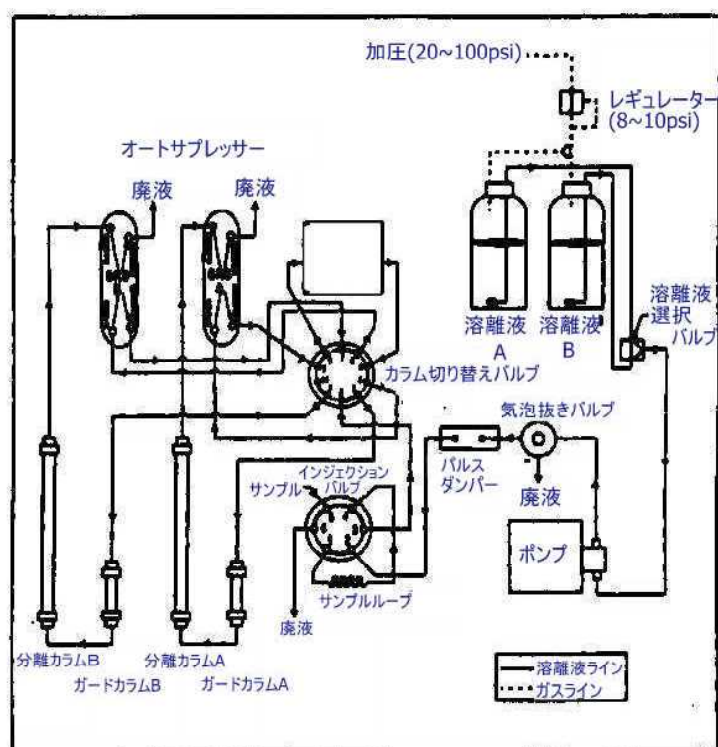 加圧(20~100psi)
レギュレーター
(8~10psi)
オートサプレッサー
廃液
廃液
溶離液
A
溶離液
B
溶離液
選択
バルブ
カラム切り替えバルブ
気泡抜きバルブ
パルス
ダンパー
廃液
インジェクション
バルブ
サンプル
ポンプ
サンプルループ
廃液
分離カラムB
ガードカラムB
分離カラムA
ガードカラムA
溶離液ライン
ガスライン